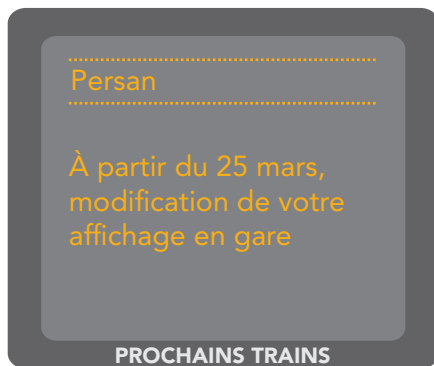 Persan
À partir du 25 mars,
modification de votre
affichage en gare
PROCHAINS TRAINS